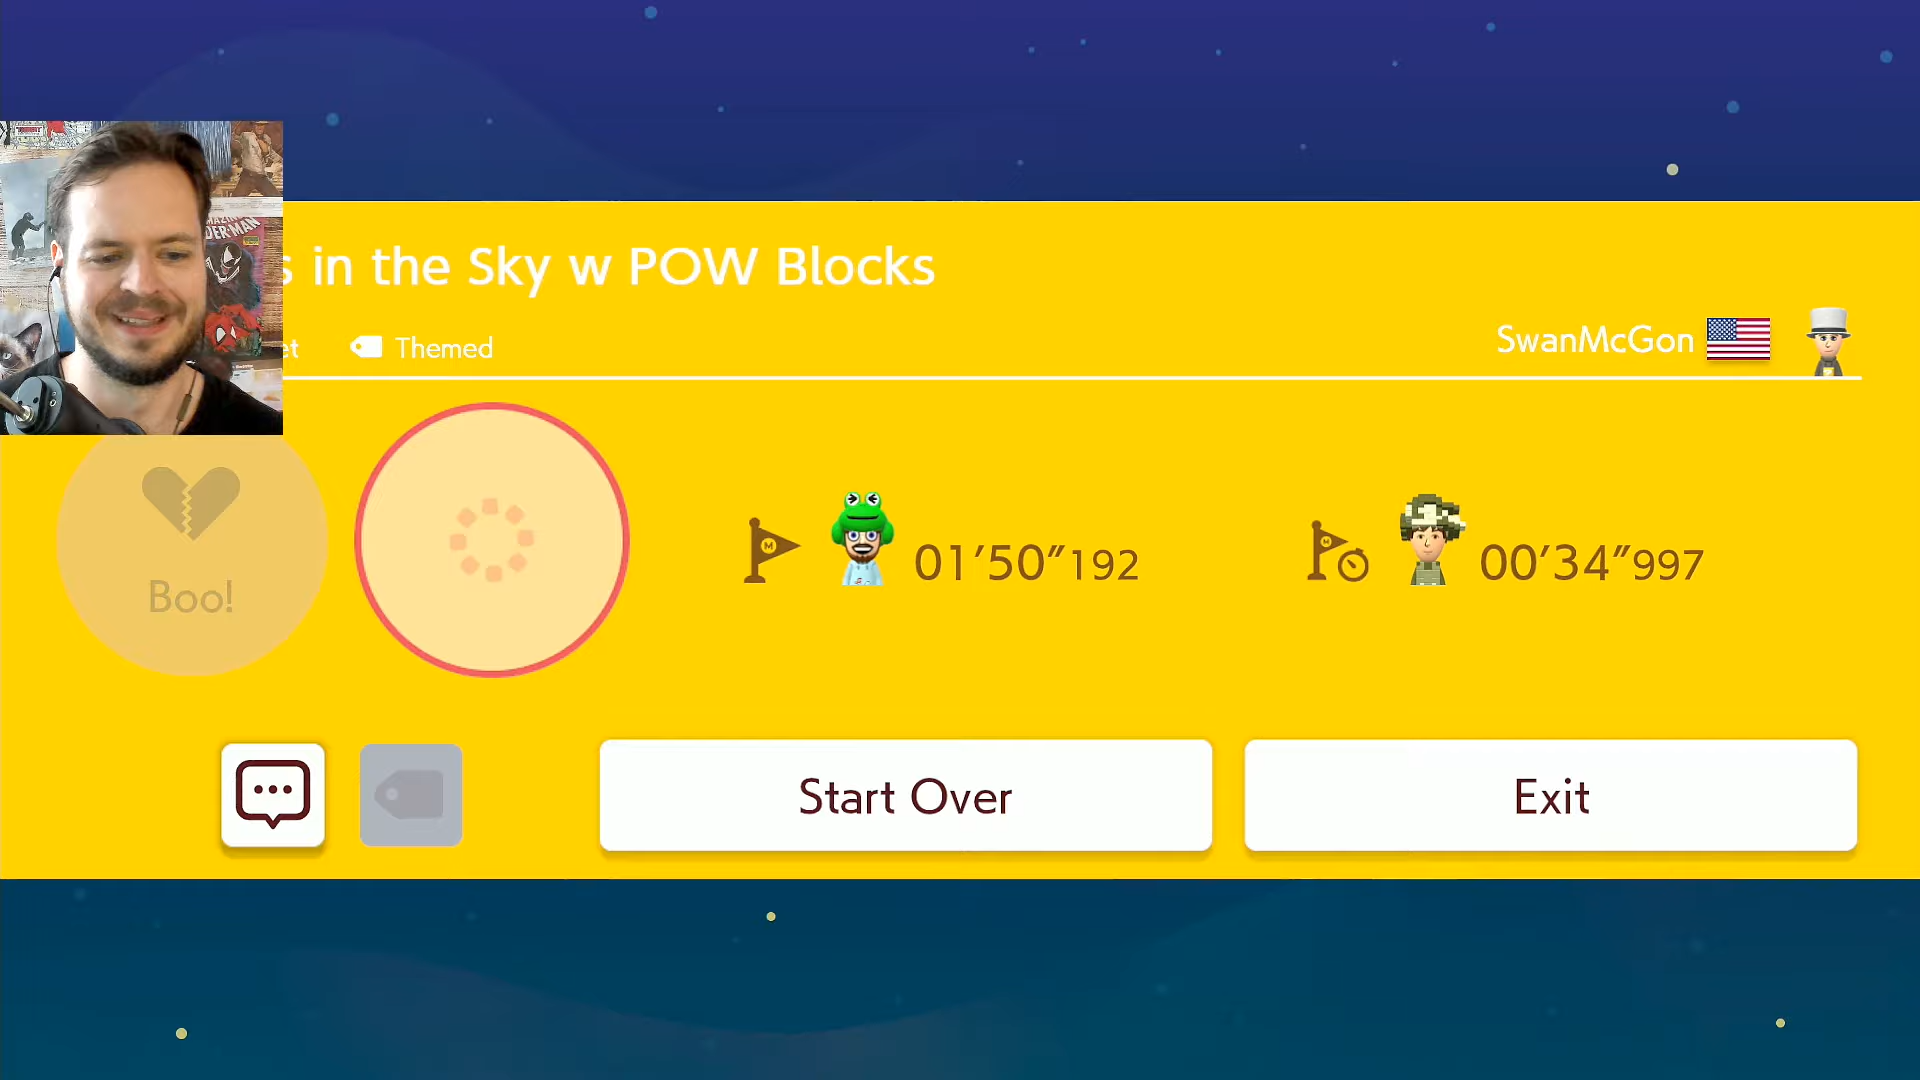 in the Sky w POW Blocks
Themed
SwanMcGon
Boo!
01'50"192
00'34"997
Start Over
Exit